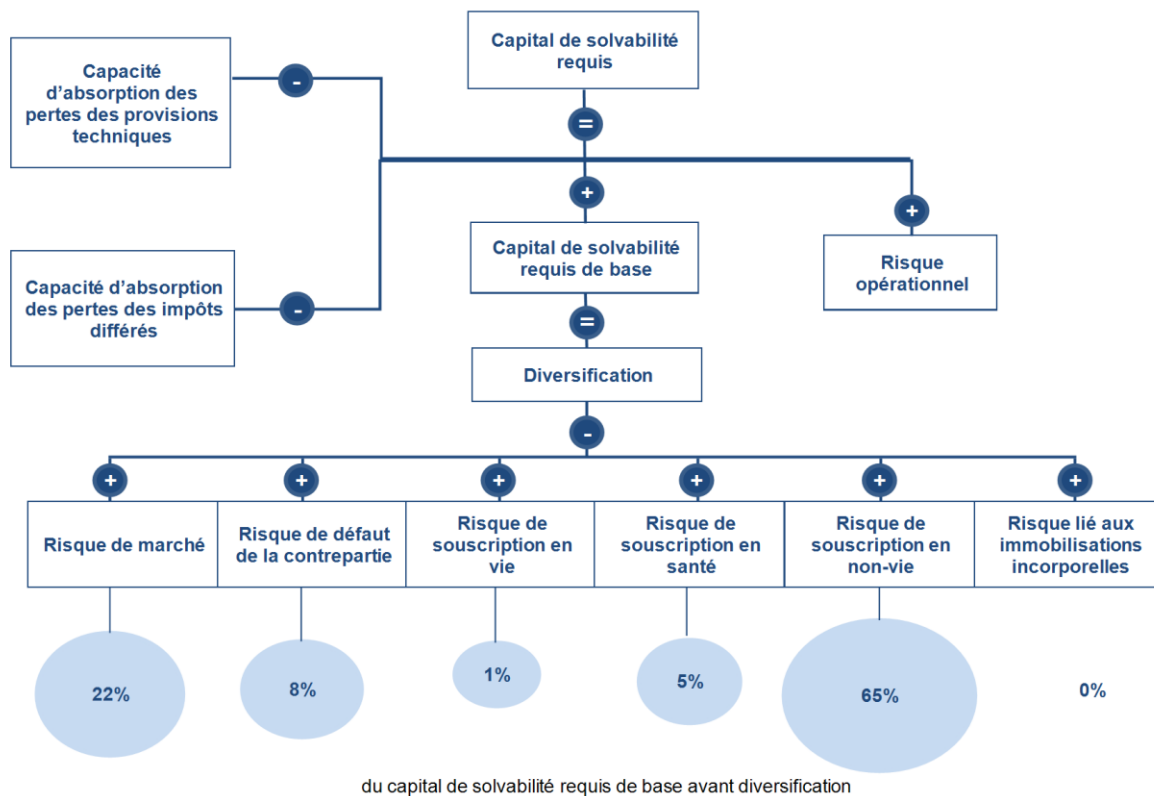 Capital de solvabilité
requis
Capacité
d'absorption des
pertes des provisions
techniques
-
=
+
+
Capital de solvabilité
requis de base
Risque
opérationnel
Capacité d'absorption
des pertes des impôts
différés
-
=
Diversification
-
+
+
+
+
+
+
Risque de marché
Risque de défaut
de la contrepartie
Risque de
souscription en
vie
Risque de
souscription en
santé
Risque de
souscription en
non-vie
Risque lié aux
immobilisations
incorporelles
22%
8%
1%
5%
65%
0%
du capital de solvabilité requis de base avant diversification